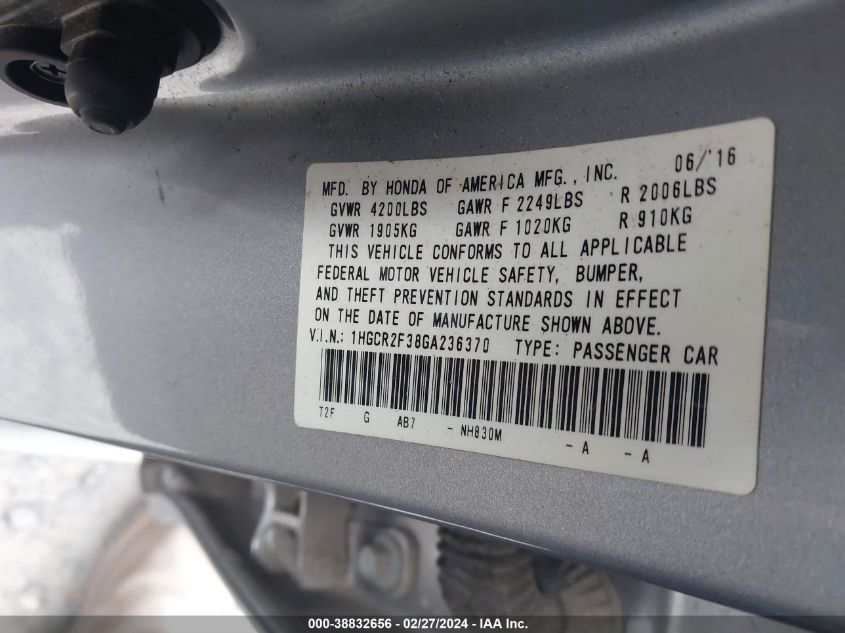 MFD. BY HONDA OF AMERICA MFG., INC. 06/'16
GVWR 4200LBS GAWR F 2249LBS R 2006LBS
GVWR 1905KG GAWR F 1020KG R 910KG
THIS VEHICLE CONFORMS TO ALL APPLICABLE
FEDERAL MOTOR VEHICLE SAFETY, BUMPER,
AND THEFT PREVENTION STANDARDS IN EFFECT
ON THE DATE OF MANUFACTURE SHOWN ABOVE.
V.I.N.: 1HGCR2F38GA236370 TYPE: PASSENGER CAR
T2F G AB7 - NH830M - A - A
000-38832656 - 02/27/2024 - IAA Inc.